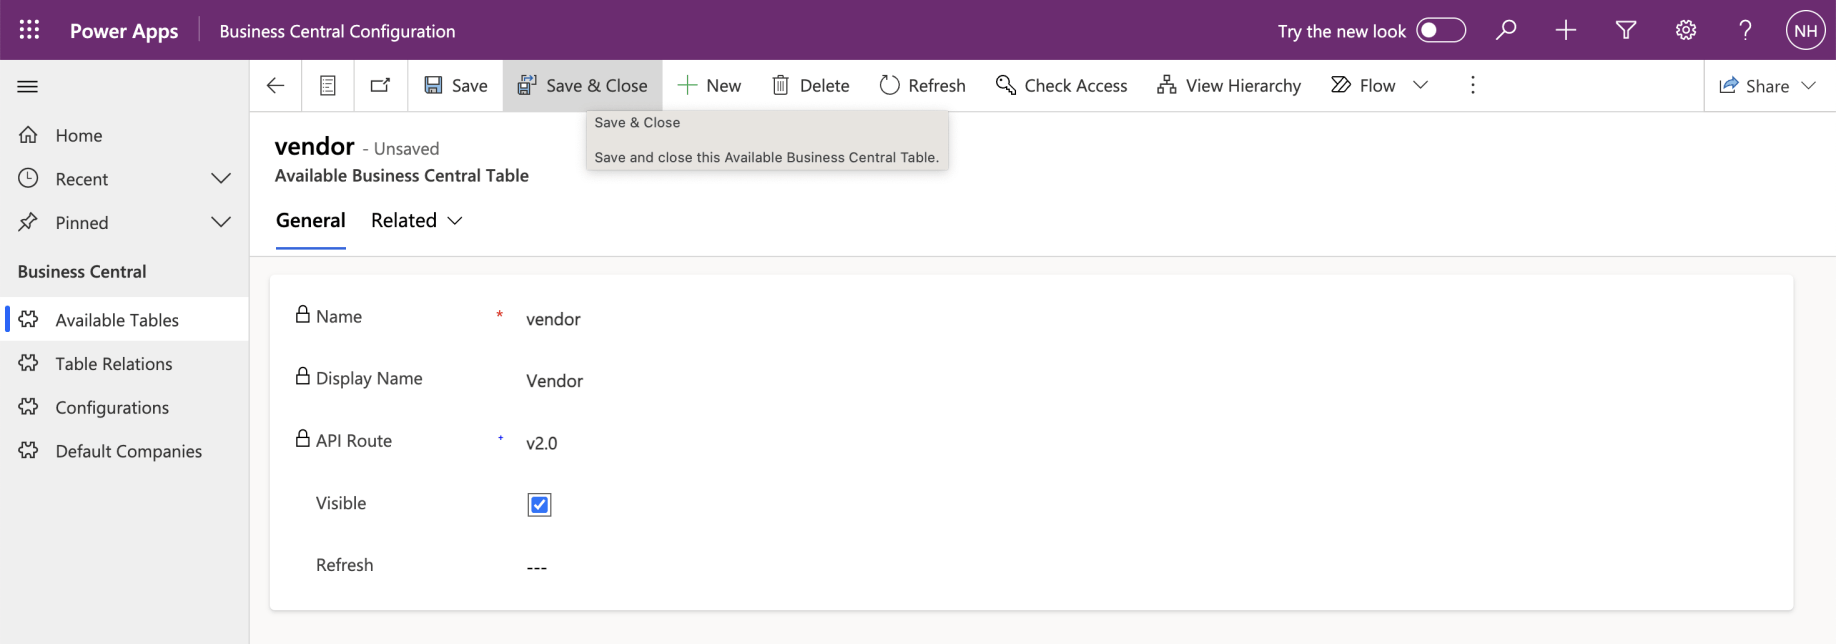 Power Apps
Business Central Configuration
Try the new look
NH
Save
Save & Close
New
Delete
Refresh
Check Access
View Hierarchy
Flow
Share
Save & Close
Save and close this Available Business Central Table.
Home
Recent
Pinned
Business Central
Available Tables
Table Relations
Configurations
Default Companies
vendor - Unsaved
Available Business Central Table
General
Related
Name * vendor
Display Name Vendor
API Route + v2.0
Visible
Refresh ---